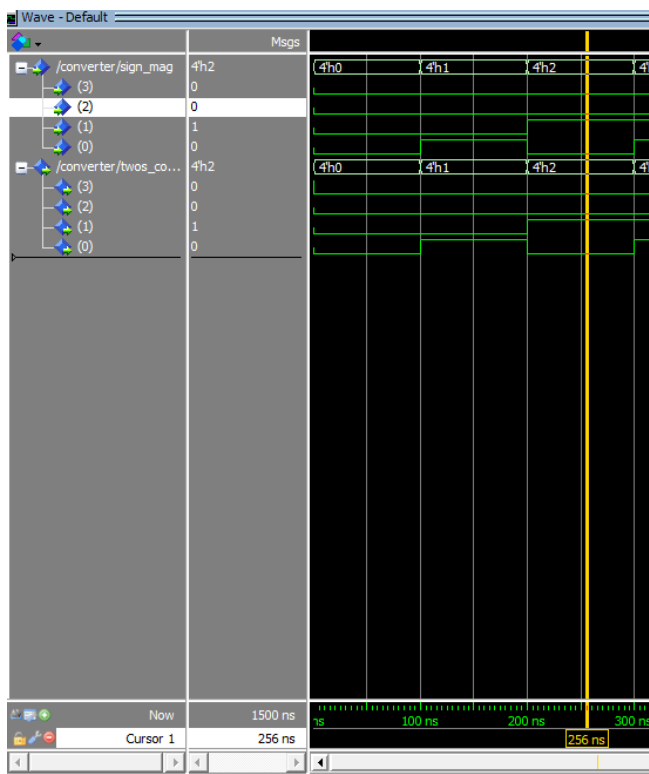 Wave - Default
Msgs
/converter/sign_mag 4'h2 4'h0 4'h1 4'h2 4'
(3) 0
(2) 0
(1) 1
(0) 0
/converter/twos_co... 4'h2 4'h0 4'h1 4'h2 4'
(3) 0
(2) 0
(1) 1
(0) 0
Now 1500 ns ns 100 ns 200 ns 300 ns
Cursor 1 256 ns 256 ns